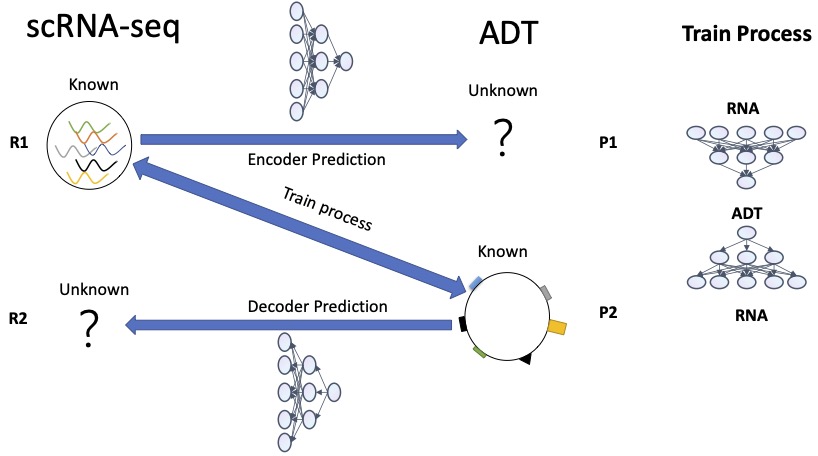 scRNA-seq
ADT
Train Process
Known
Unknown
RNA
R1
?
P1
Encoder Prediction
Train process
ADT
Known
Unknown
R2
?
Decoder Prediction
P2
RNA